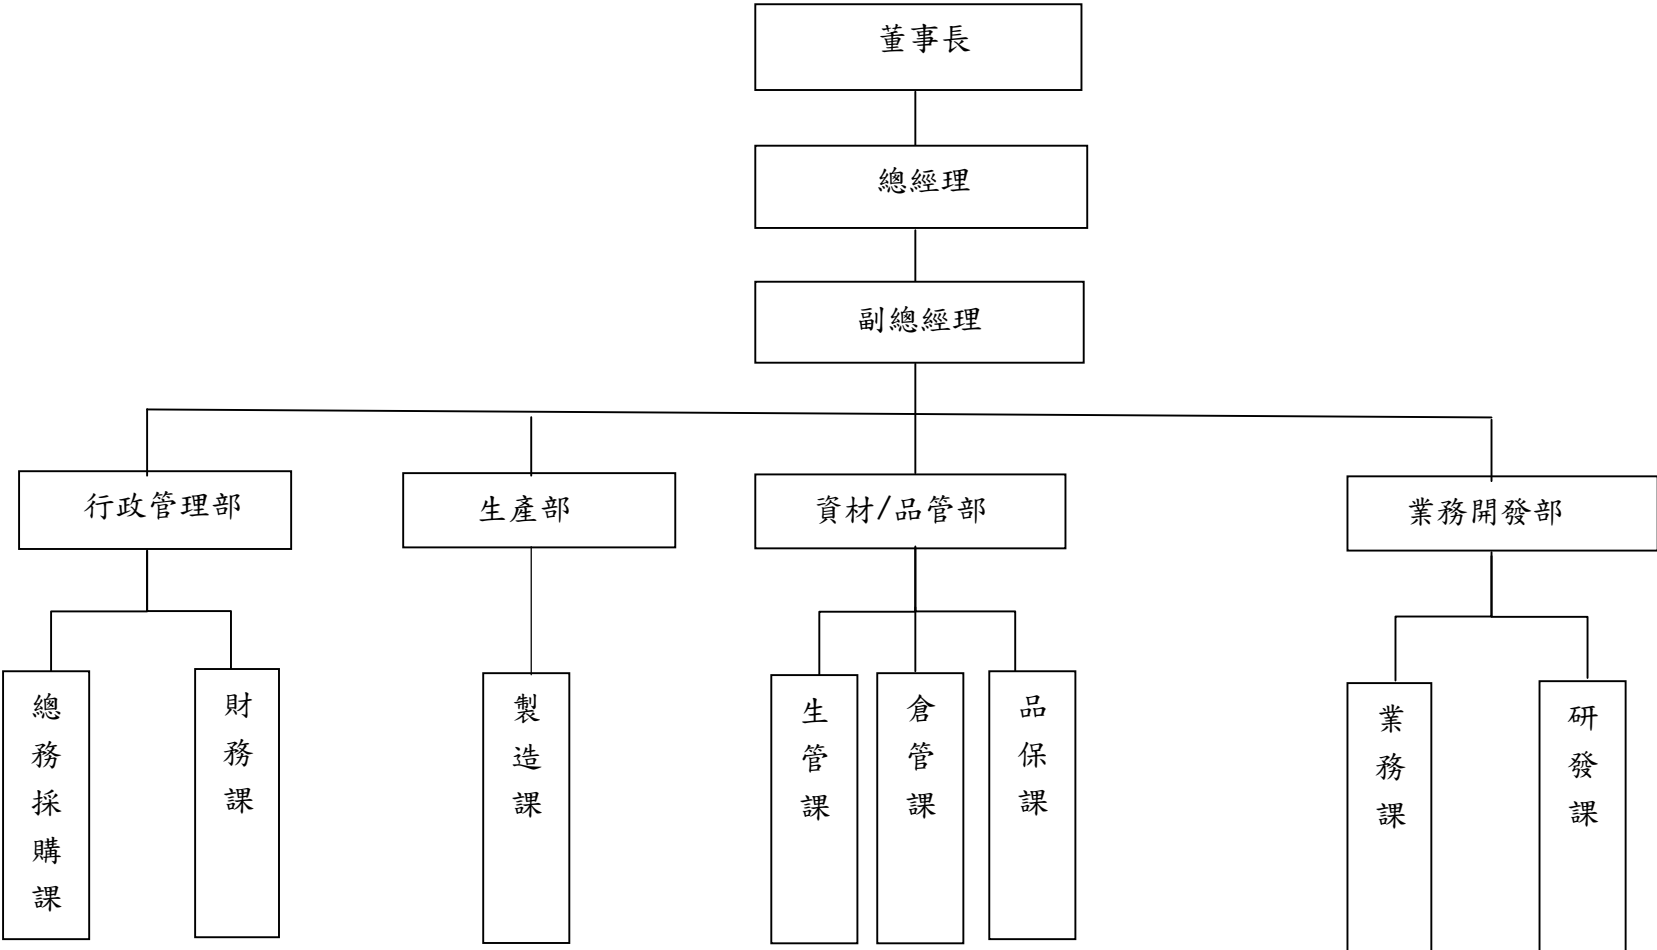 董事長
總經理
副總經理
行政管理部
生產部
資材/品管部
業務開發部
總務採購課
財務課
製造課
生管課
倉管課
品保課
業務課
研發課